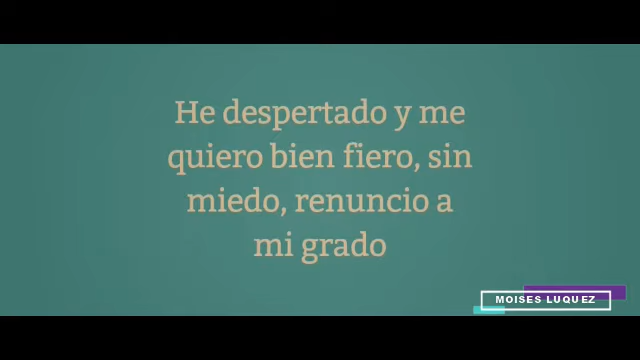 He despertado y me
quiero bien fiero, sin
miedo, renuncio a
mi grado
MOISES LUQUEZ